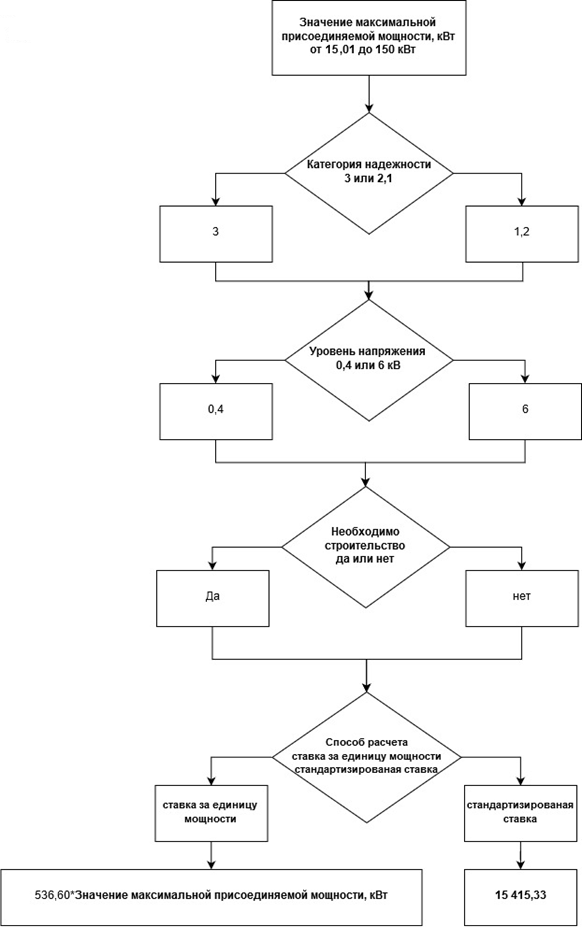 Значение максимальной
присоединяемой мощности, кВт
от 15,01 до 150 кВт
Категория надежности
3 или 2,1
3
1,2
Уровень напряжения
0,4 или 6 кВ
0,4
6
Необходимо
строительство
да или нет
Да
нет
Способ расчета
ставка за единицу мощности
стандартизированая ставка
ставка за единицу
мощности
стандартизированая
ставка
536,60*Значение максимальной присоединяемой мощности, кВт
15 415,33